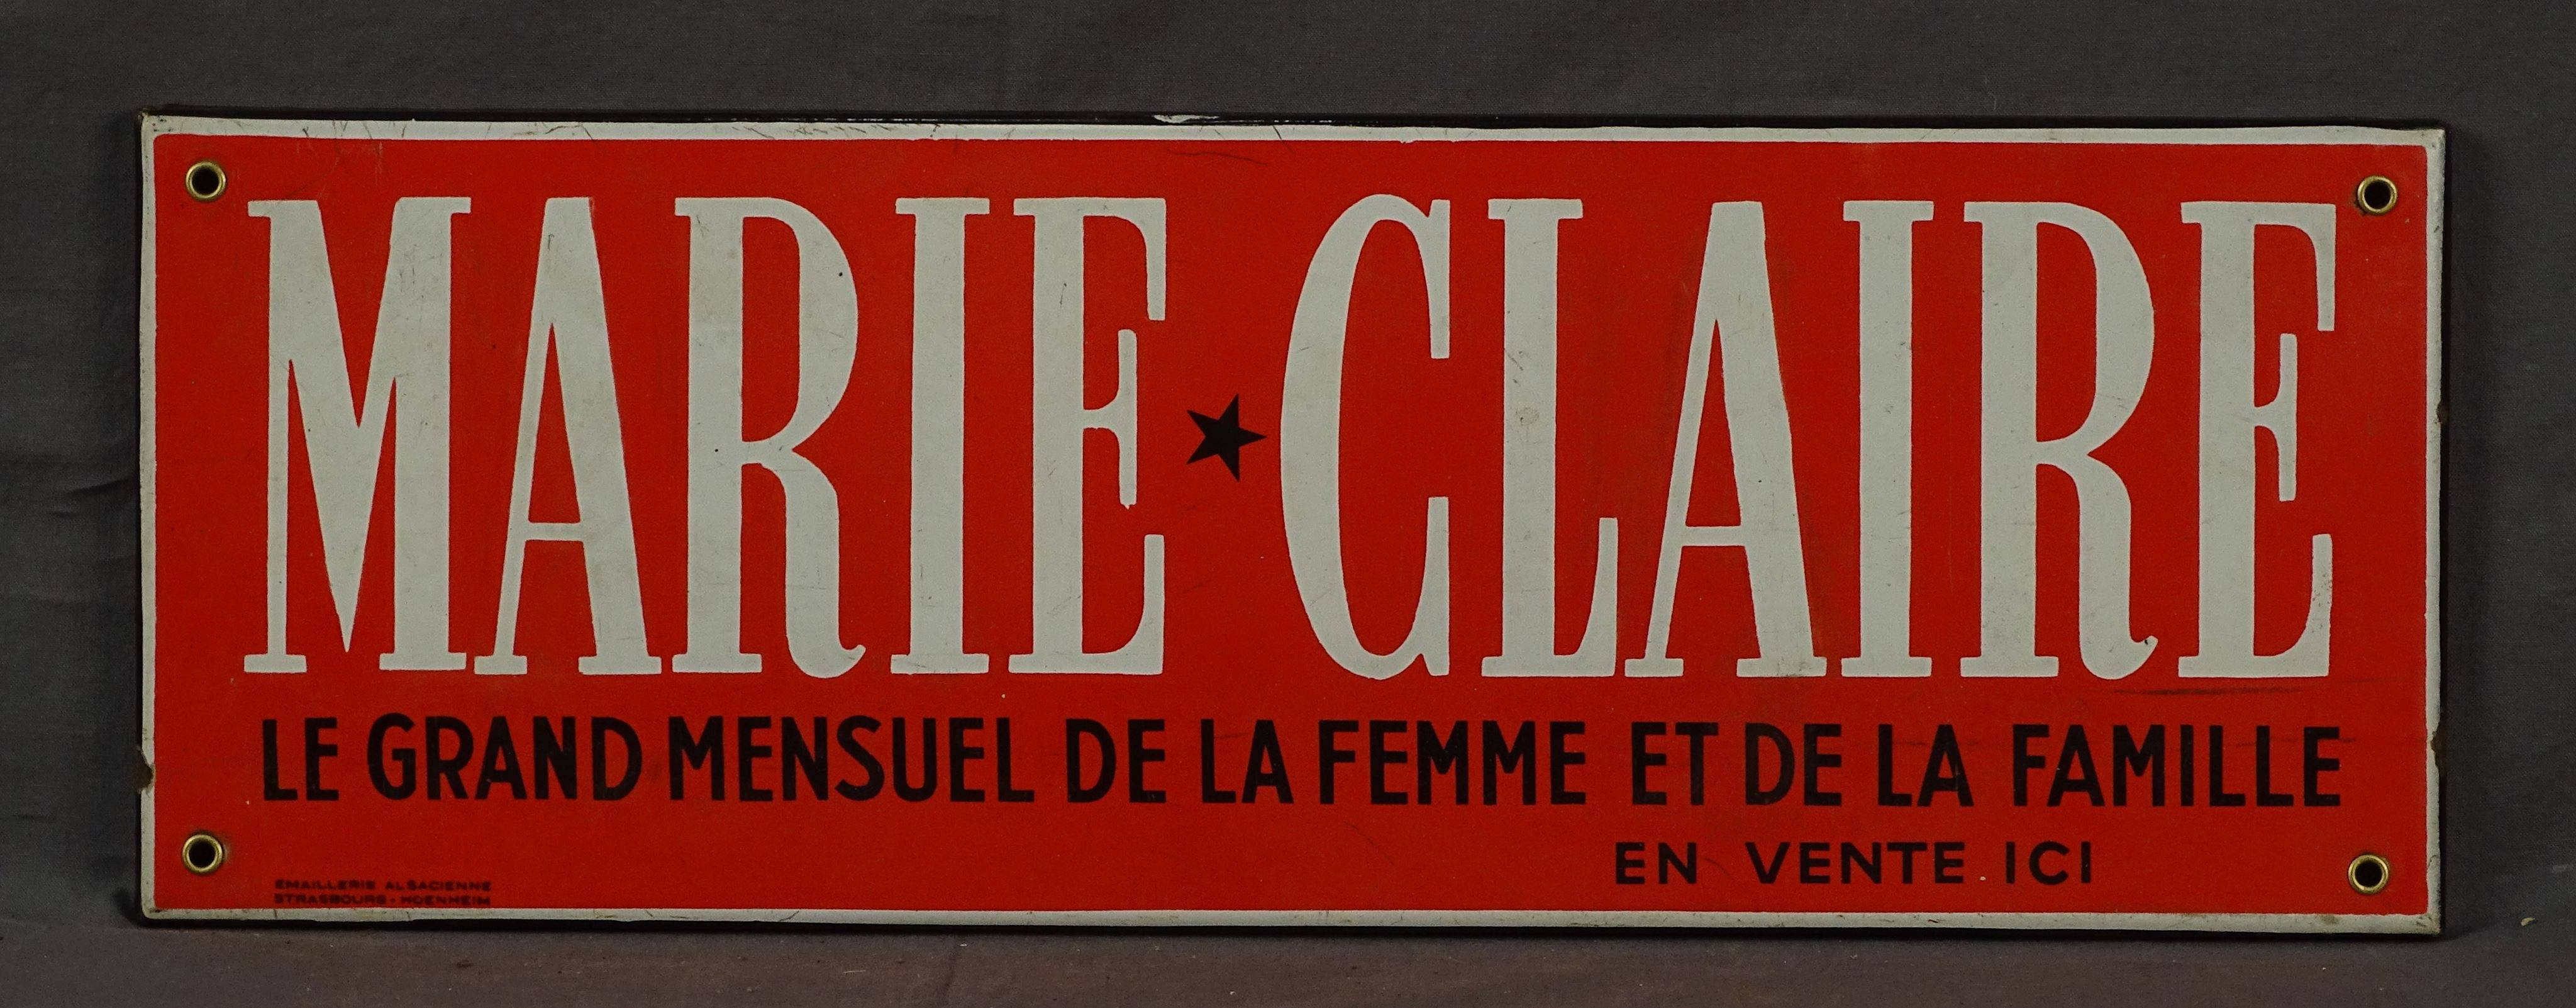 MARIE ★ CLAIRE
LE GRAND MENSUEL DE LA FEMME ET DE LA FAMILLE
EN VENTE ICI
EMAILLERIE ALSACIENNE
STRASBOURG - HOENHEIM